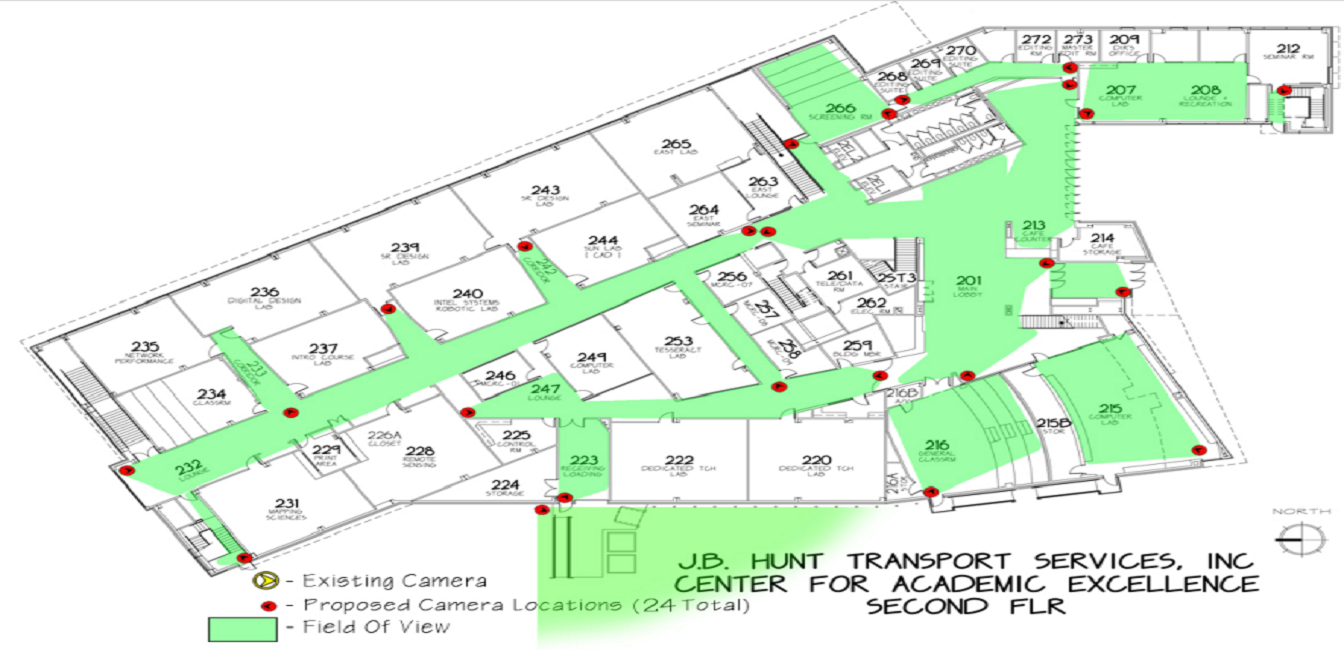 272
EDITING
RM
273
MASTER
EDIT RM
209
DIR'S
OFFICE
212
SEMINAR RM
270
EDITING
SUITE
269
EDITING
SUITE
268
EDITING
SUITE
266
SCREENING RM
207
COMPUTER
LAB
208
LOUNGE +
RECREATION
265
EAST LAB
263
EAST
LOUNGE
243
SR DESIGN
LAB
264
EAST
SEMINAR
244
SUN LAB
( CAD )
213
CAFE
COUNTER
214
CAFE
STORAGE
239
SR DESIGN
LAB
242
CORRIDOR
256
MCRC -07
261
TELE/DATA
RM
2ST3
STAIR
201
MAIN
LOBBY
236
DIGITAL DESIGN
LAB
240
INTEL SYSTEMS
ROBOTIC LAB
257
MCRC -08
262
ELEC RM
235
NETWORK
PERFORMANCE
237
INTRO COURSE
LAB
253
TESSERACT
LAB
258
MCRC -09
259
BLDG MGR
233
CORRIDOR
249
COMPUTER
LAB
246
MCRC -01
234
CLASSRM
247
LOUNGE
216B
A/V
215
COMPUTER
LAB
215B
STOR
226A
CLOSET
225
CONTROL
RM
229
PRINT
AREA
228
REMOTE
SENSING
216
GENERAL
CLASSRM
232
LOUNGE
223
RECEIVING
LOADING
222
DEDICATED TCH
LAB
220
DEDICATED TCH
LAB
224
STORAGE
216A
STOR
231
MAPPING
SCIENCES
NORTH
J.B. HUNT TRANSPORT SERVICES, INC
CENTER FOR ACADEMIC EXCELLENCE
SECOND FLR
- Existing Camera
- Proposed Camera Locations (24 Total)
- Field Of View